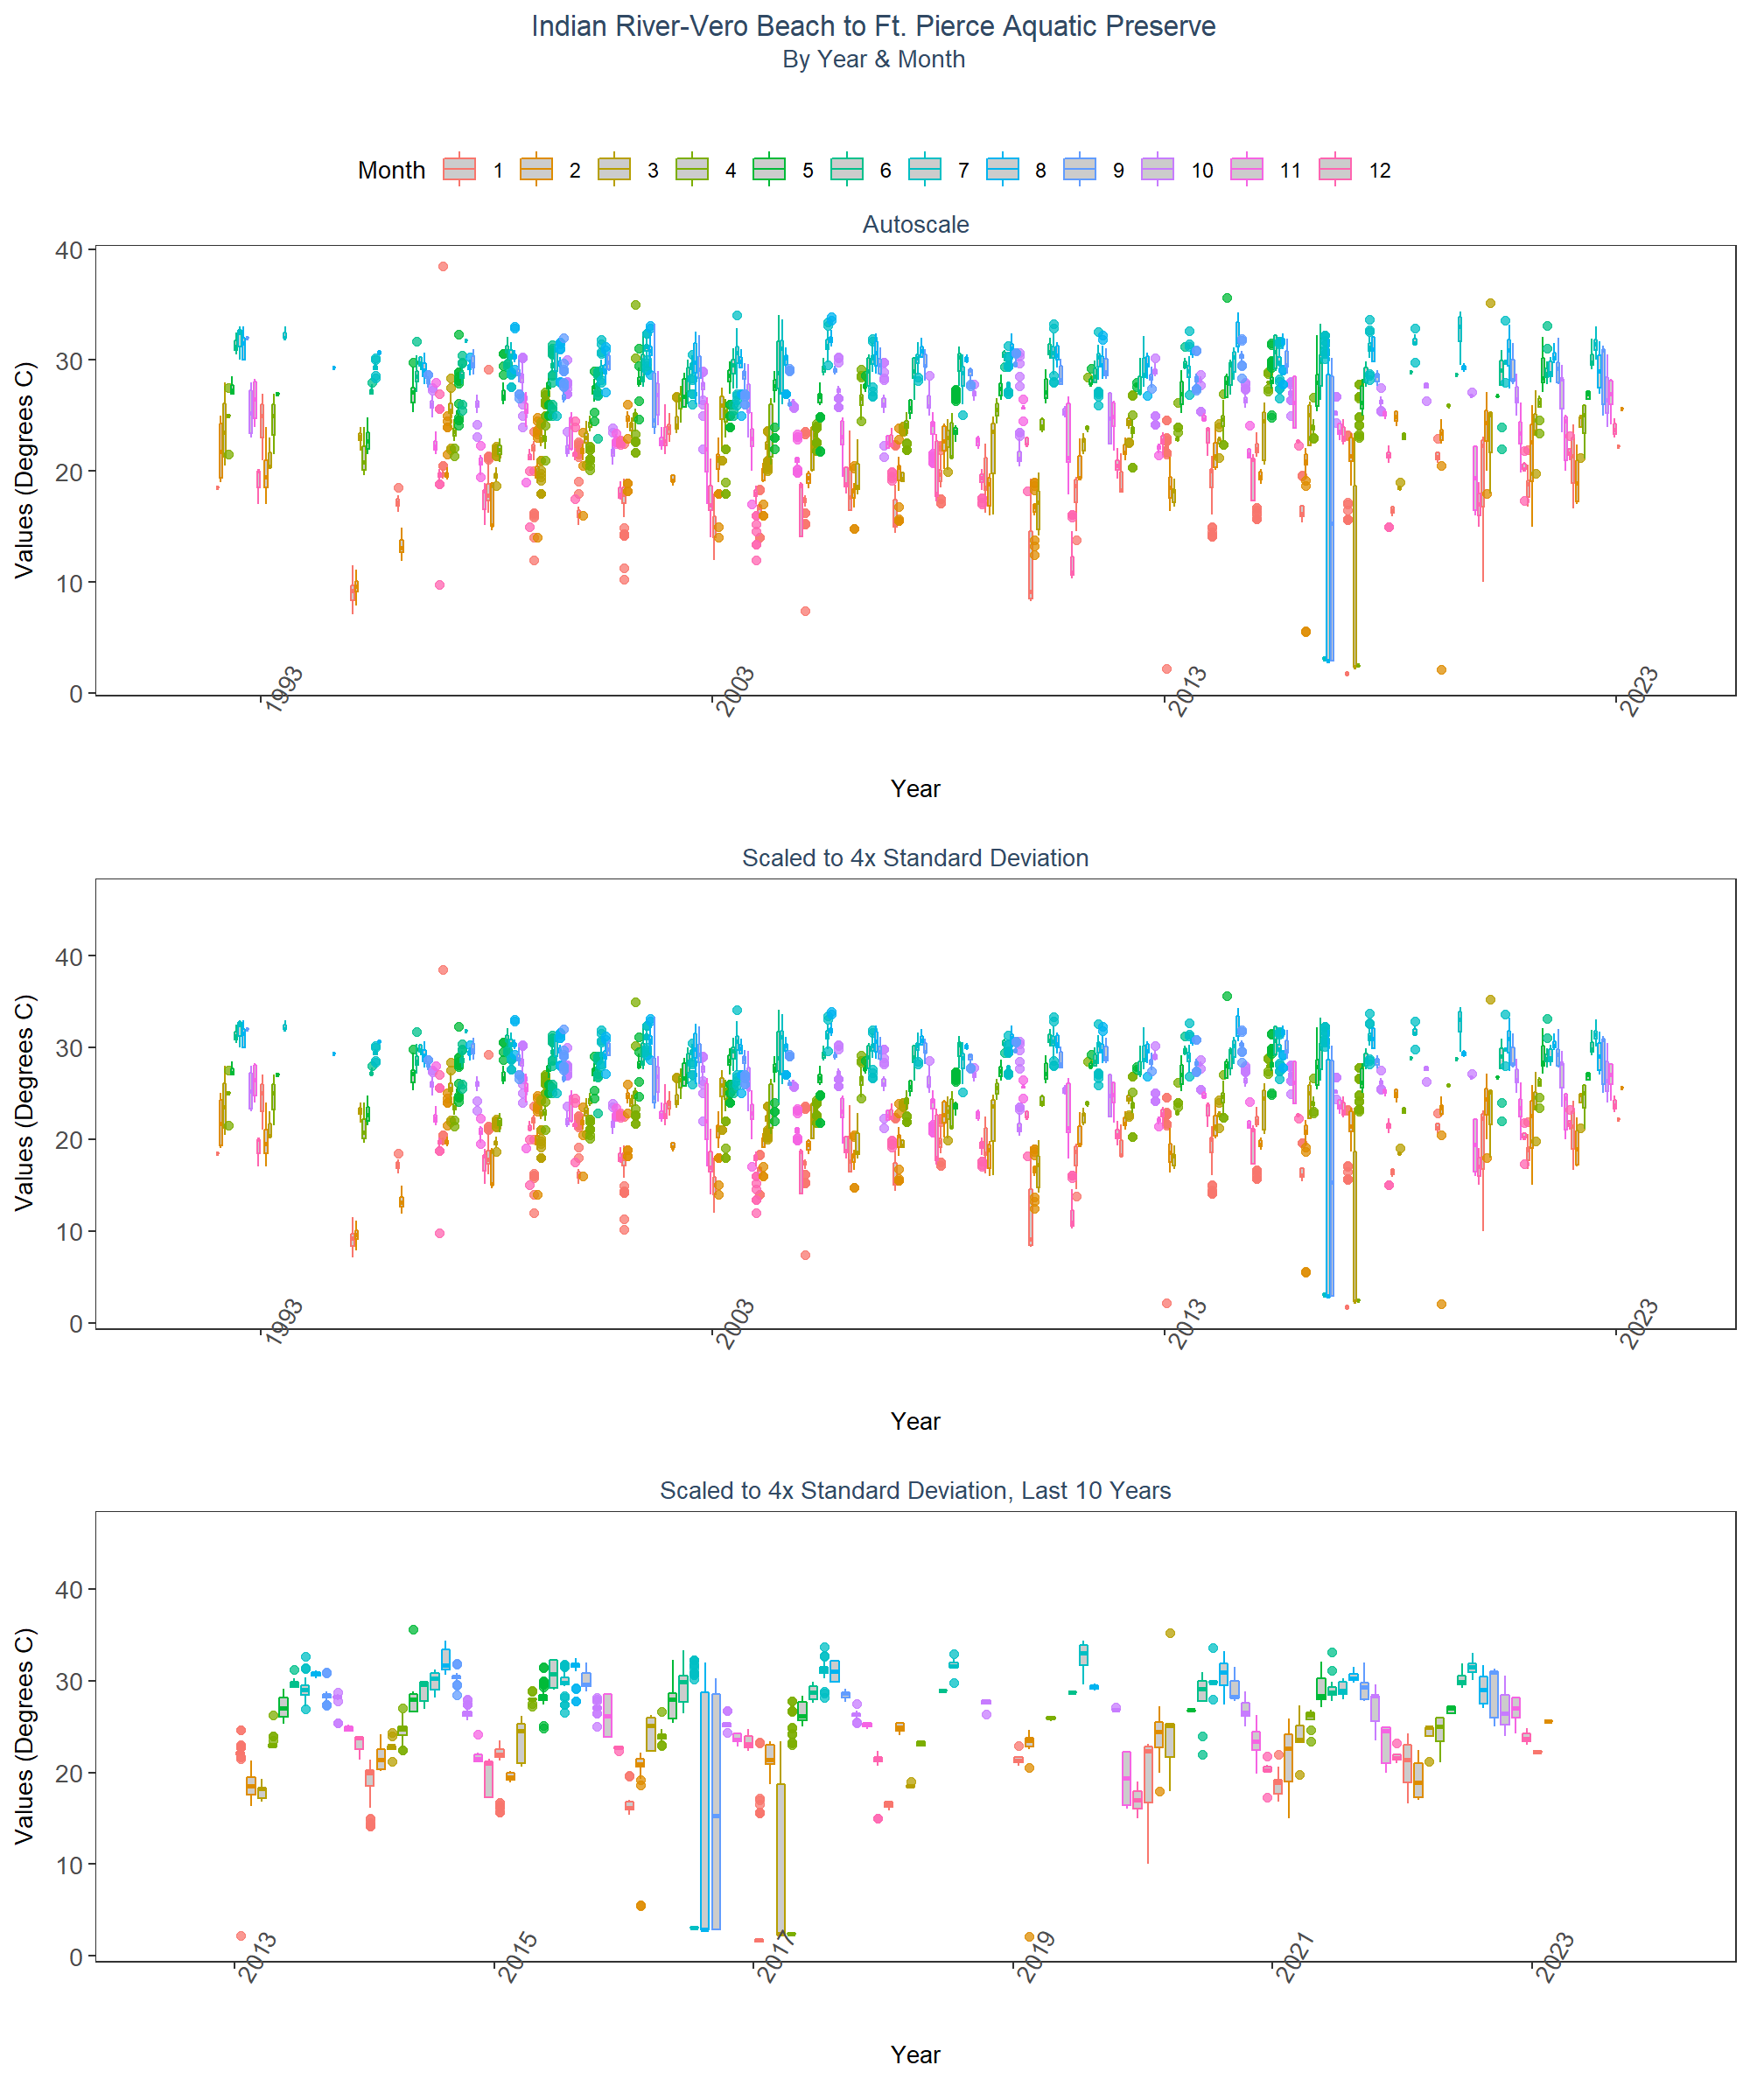 Indian River-Vero Beach to Ft. Pierce Aquatic Preserve
By Year & Month
Month 1 2 3 4 5 6 7 8 9 10 11 12
Autoscale
Values (Degrees C)
40
30
20
10
0
1993 2003 2013 2023
Year
Scaled to 4x Standard Deviation
Values (Degrees C)
40
30
20
10
0
1993 2003 2013 2023
Year
Scaled to 4x Standard Deviation, Last 10 Years
Values (Degrees C)
40
30
20
10
0
2013 2015 2017 2019 2021 2023
Year